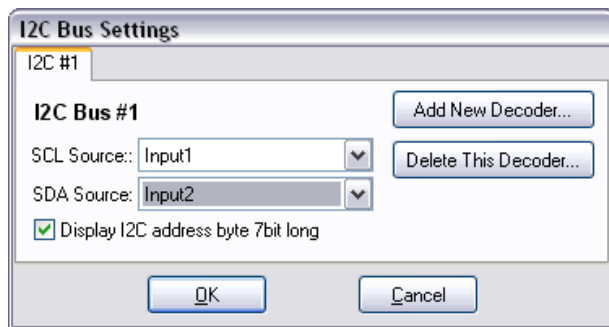 I2C Bus Settings
I2C #1
I2C Bus #1
Add New Decoder...
SCL Source:: Input1
Delete This Decoder...
SDA Source: Input2
Display I2C address byte 7bit long
OK
Cancel